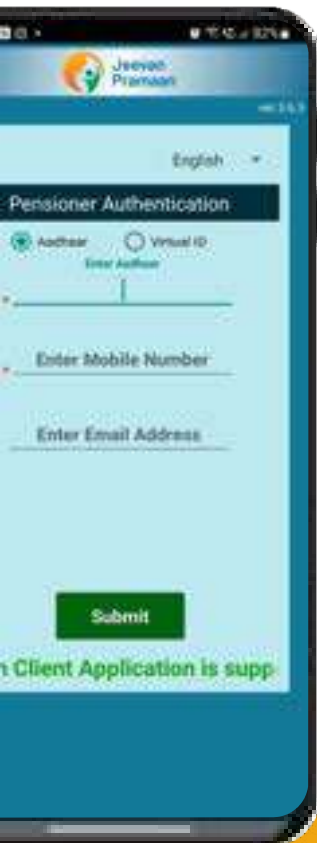 Jeevan
Pramaan
English
Pensioner Authentication
Aadhaar
Virtual ID
Enter Aadhaar
Enter Mobile Number
Enter Email Address
Submit
Client Application is supp